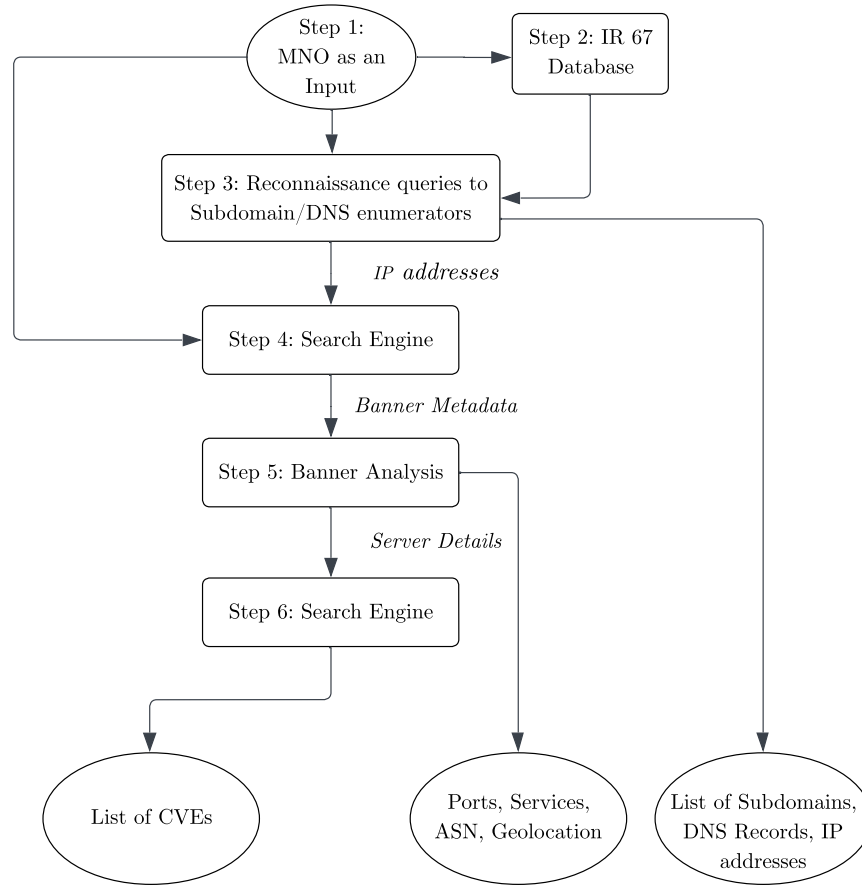 Step 1:
MNO as an
Input
Step 2: IR 67
Database
Step 3: Reconnaissance queries to
Subdomain/DNS enumerators
IP addresses
Step 4: Search Engine
Banner Metadata
Step 5: Banner Analysis
Server Details
Step 6: Search Engine
List of CVEs
Ports, Services,
ASN, Geolocation
List of Subdomains,
DNS Records, IP
addresses